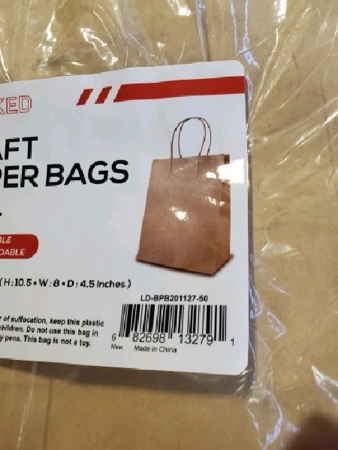 KED
AFT
PER BAGS
BLE
DABLE
(H:10.5 × W:8 × D:4.5 inches)
LD-BPB201127-50
r of suffocation, keep this plastic
children. Do not use this bag in
y pens. This bag is not a toy.
6 82698 13279 1
New Made in China